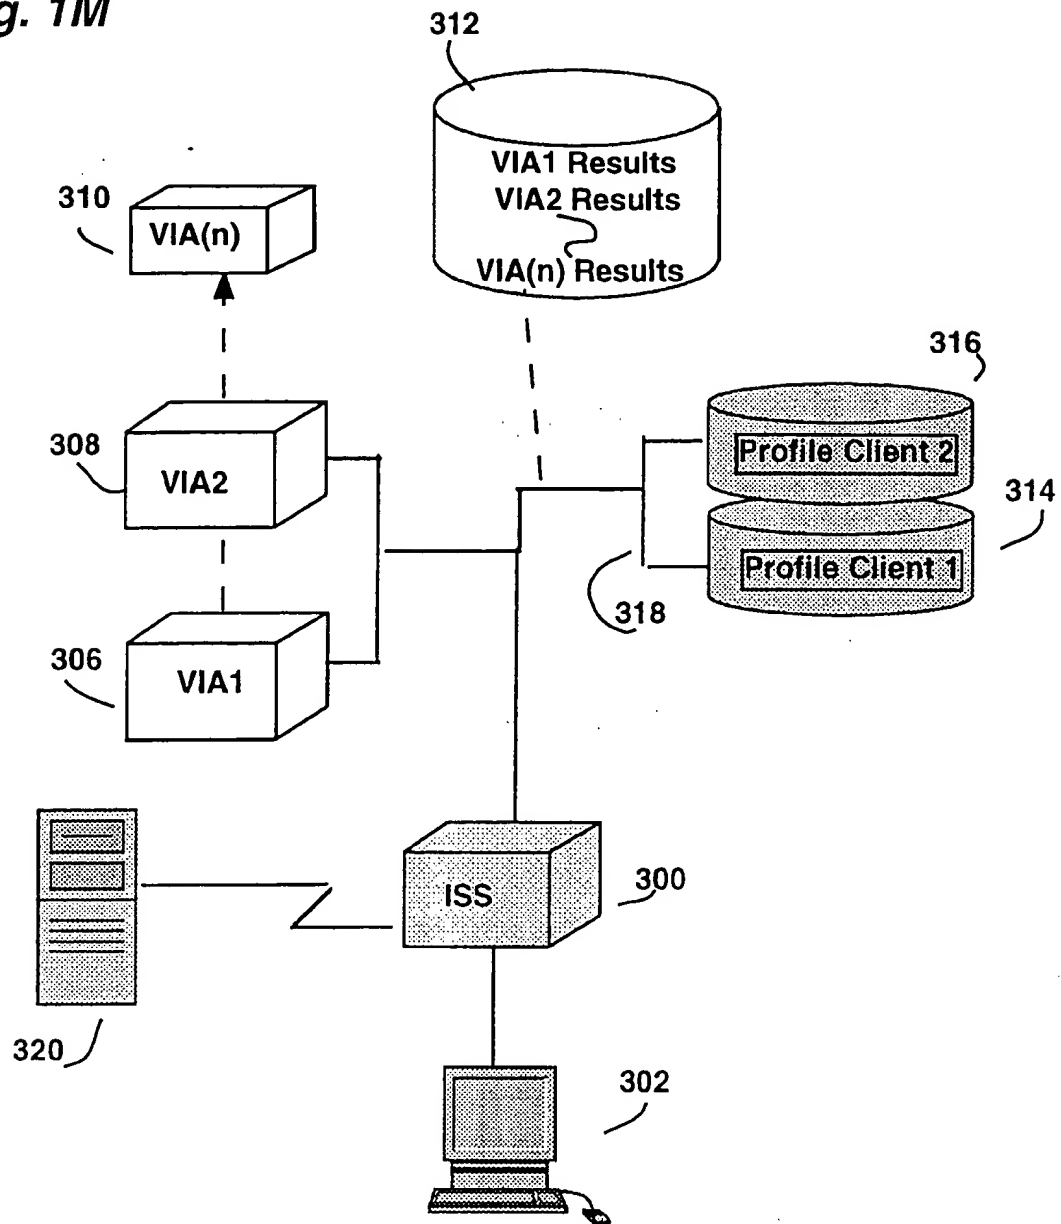 g. 1M
312
VIA1 Results
VIA2 Results
VIA(n) Results
310
VIA(n)
316
Profile Client 2
308
VIA2
314
Profile Client 1
318
306
VIA1
ISS
300
320
302